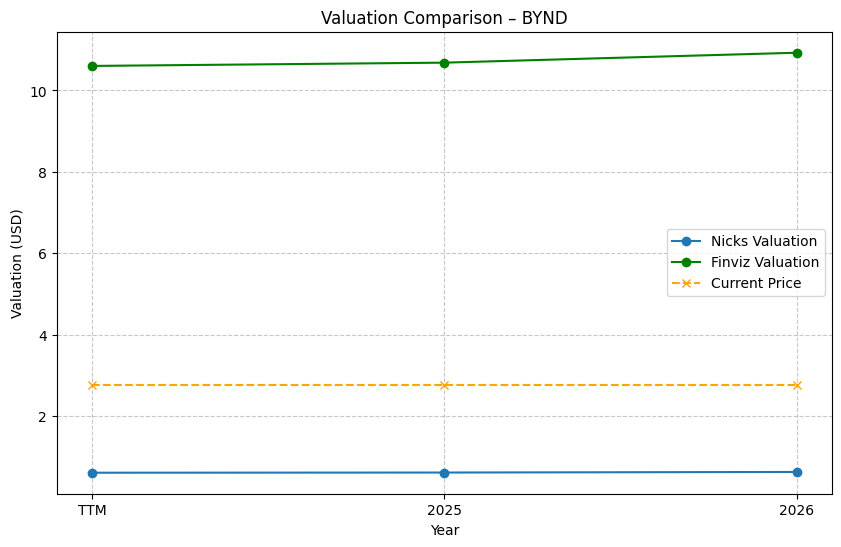 Valuation Comparison – BYND
Valuation (USD)
10
8
6
4
2
Nicks Valuation
Finviz Valuation
Current Price
TTM
2025
2026
Year